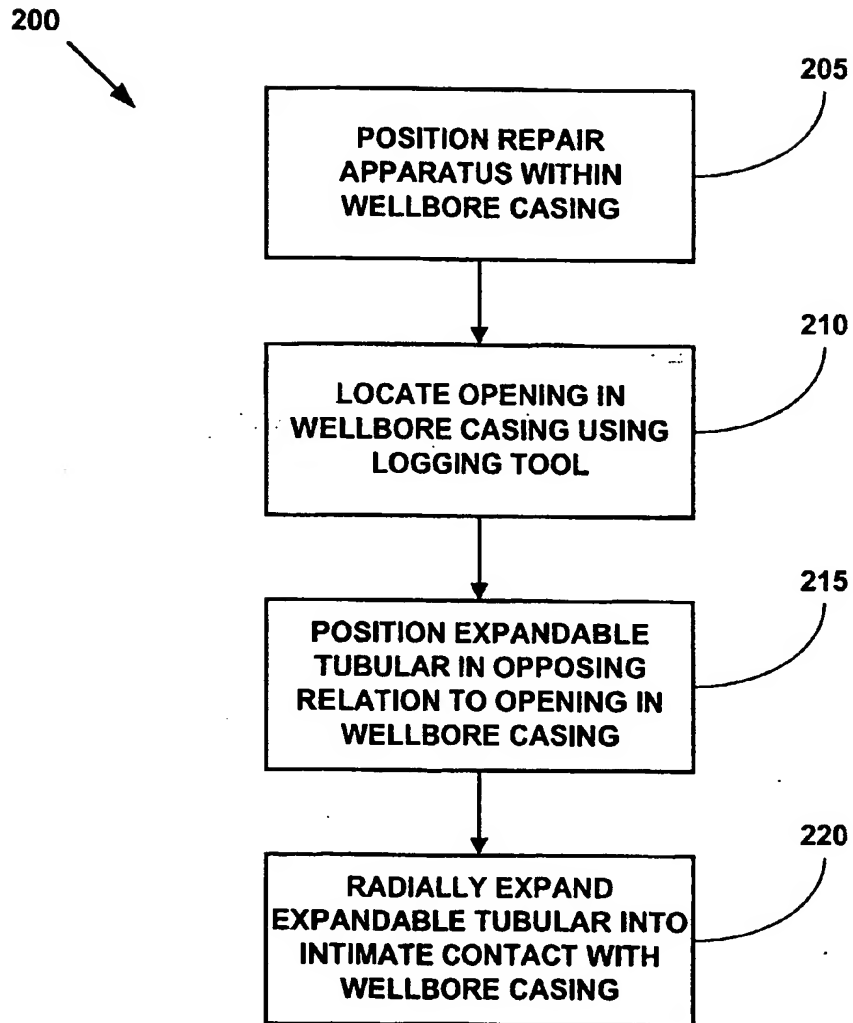 200
205
POSITION REPAIR
APPARATUS WITHIN
WELLBORE CASING
210
LOCATE OPENING IN
WELLBORE CASING USING
LOGGING TOOL
215
POSITION EXPANDABLE
TUBULAR IN OPPOSING
RELATION TO OPENING IN
WELLBORE CASING
220
RADIALLY EXPAND
EXPANDABLE TUBULAR INTO
INTIMATE CONTACT WITH
WELLBORE CASING